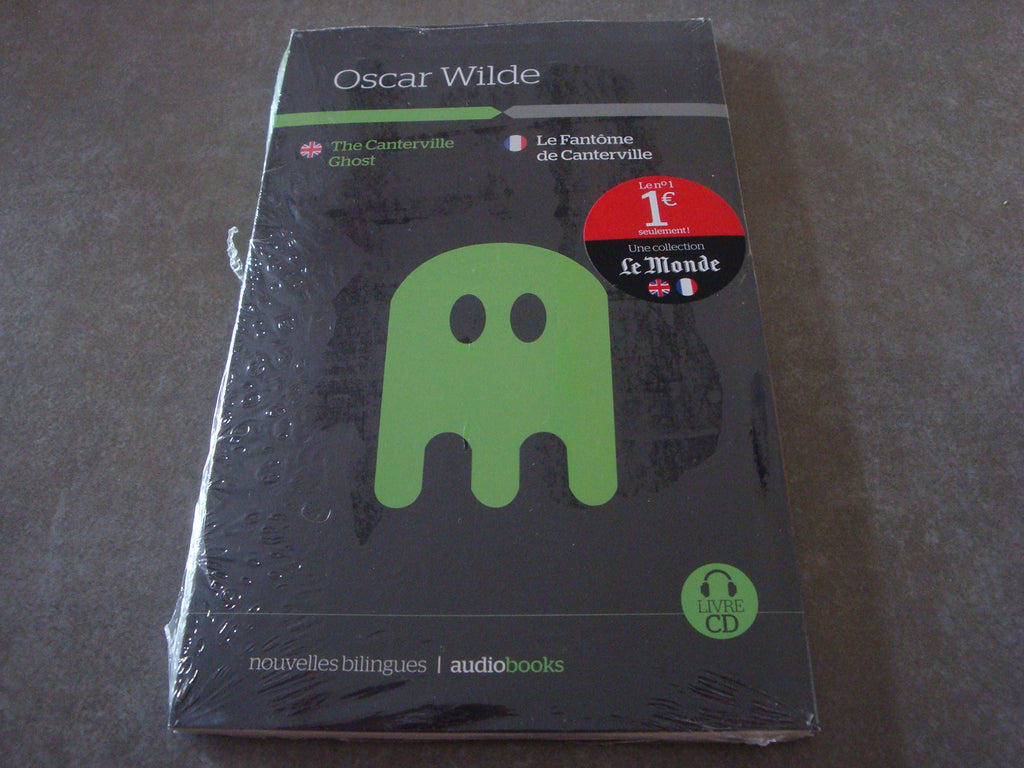 Oscar Wilde
The Canterville
Ghost
Le Fantôme
de Canterville
Le nº 1
1€
seulement!
Une collection
Le Monde
LIVRE
CD
nouvelles bilingues | audiobooks